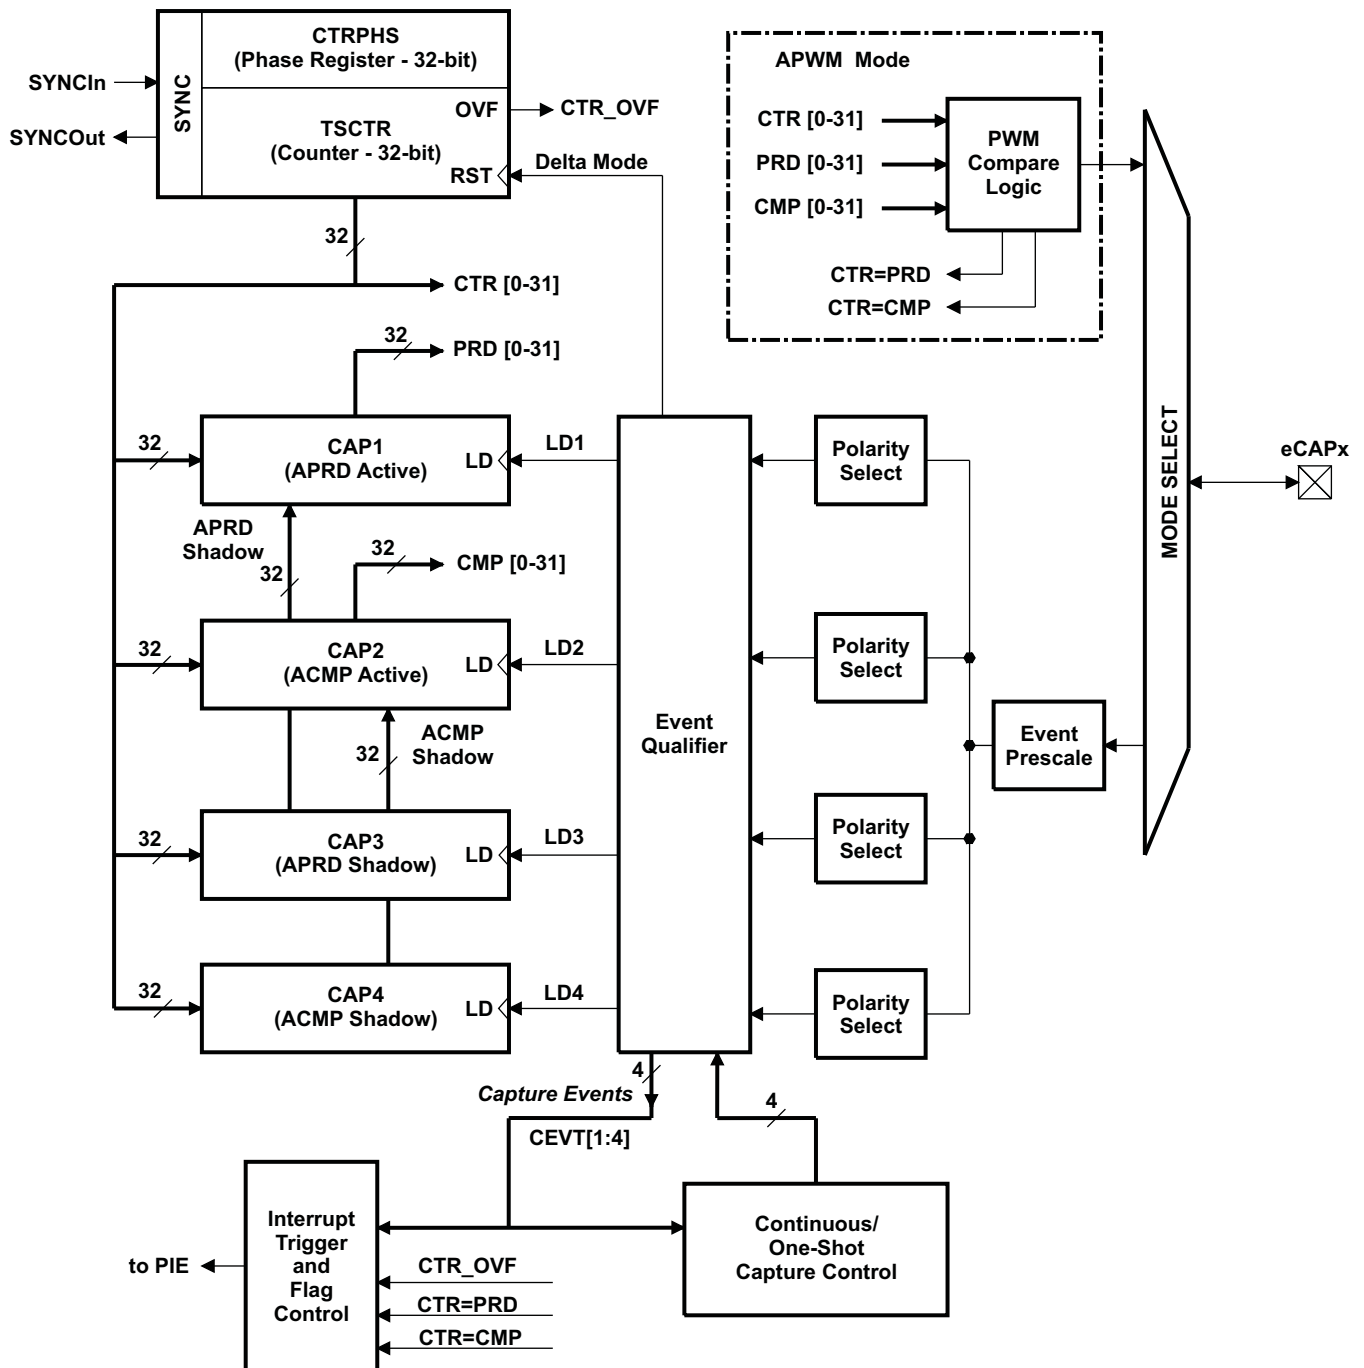 CTRPHS
(Phase Register - 32-bit)
SYNC
SYNCIn
SYNCOut
OVF
CTR_OVF
TSCTR
(Counter - 32-bit)
RST
Delta Mode
32
CTR [0-31]
32
PRD [0-31]
APWM Mode
CTR [0-31]
PRD [0-31]
CMP [0-31]
PWM
Compare
Logic
CTR=PRD
CTR=CMP
32
CAP1
(APRD Active)
LD
LD1
Polarity
Select
MODE SELECT
eCAPx
APRD
Shadow
32
32
CMP [0-31]
32
CAP2
(ACMP Active)
LD
LD2
Polarity
Select
ACMP
Shadow
32
Event
Qualifier
Event
Prescale
32
CAP3
(APRD Shadow)
LD
LD3
Polarity
Select
32
CAP4
(ACMP Shadow)
LD
LD4
Polarity
Select
4
Capture Events
CEVT[1:4]
4
Interrupt
Trigger
and
Flag
Control
to PIE
CTR_OVF
CTR=PRD
CTR=CMP
Continuous/
One-Shot
Capture Control